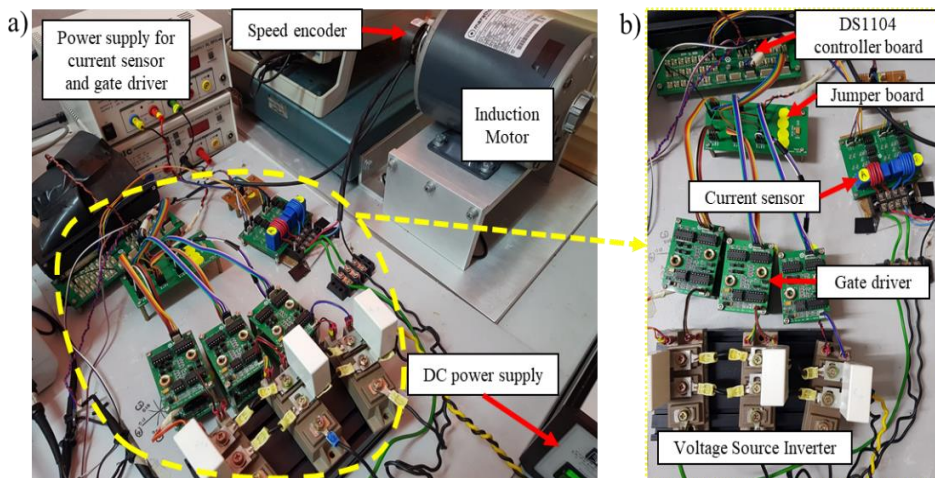 a)
Power supply for
current sensor
and gate driver
Speed encoder
Induction
Motor
DC power supply
b)
DS1104
controller board
Jumper board
Current sensor
Gate driver
Voltage Source Inverter